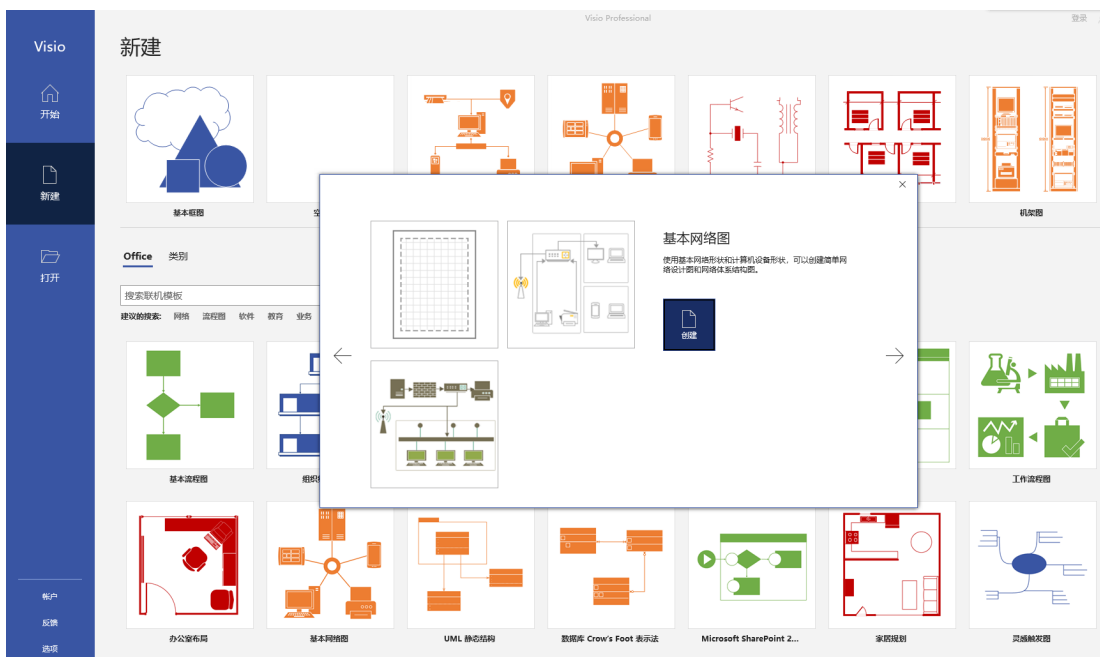 Visio Professional
登录
Visio
开始
新建
打开
帐户
反馈
选项
新建
基本框图
机架图
Office 类别
搜索联机模板
建议的搜索: 网络 流程图 软件 教育 业务
基本网络图
使用基本网络形状和计算机设备形状，可以创建简单网
络设计图和网络体系结构图。
创建
基本流程图
工作流程图
办公室布局
基本网络图
UML 静态结构
数据库 Crow's Foot 表示法
Microsoft SharePoint 2...
家居规划
灵感触发图